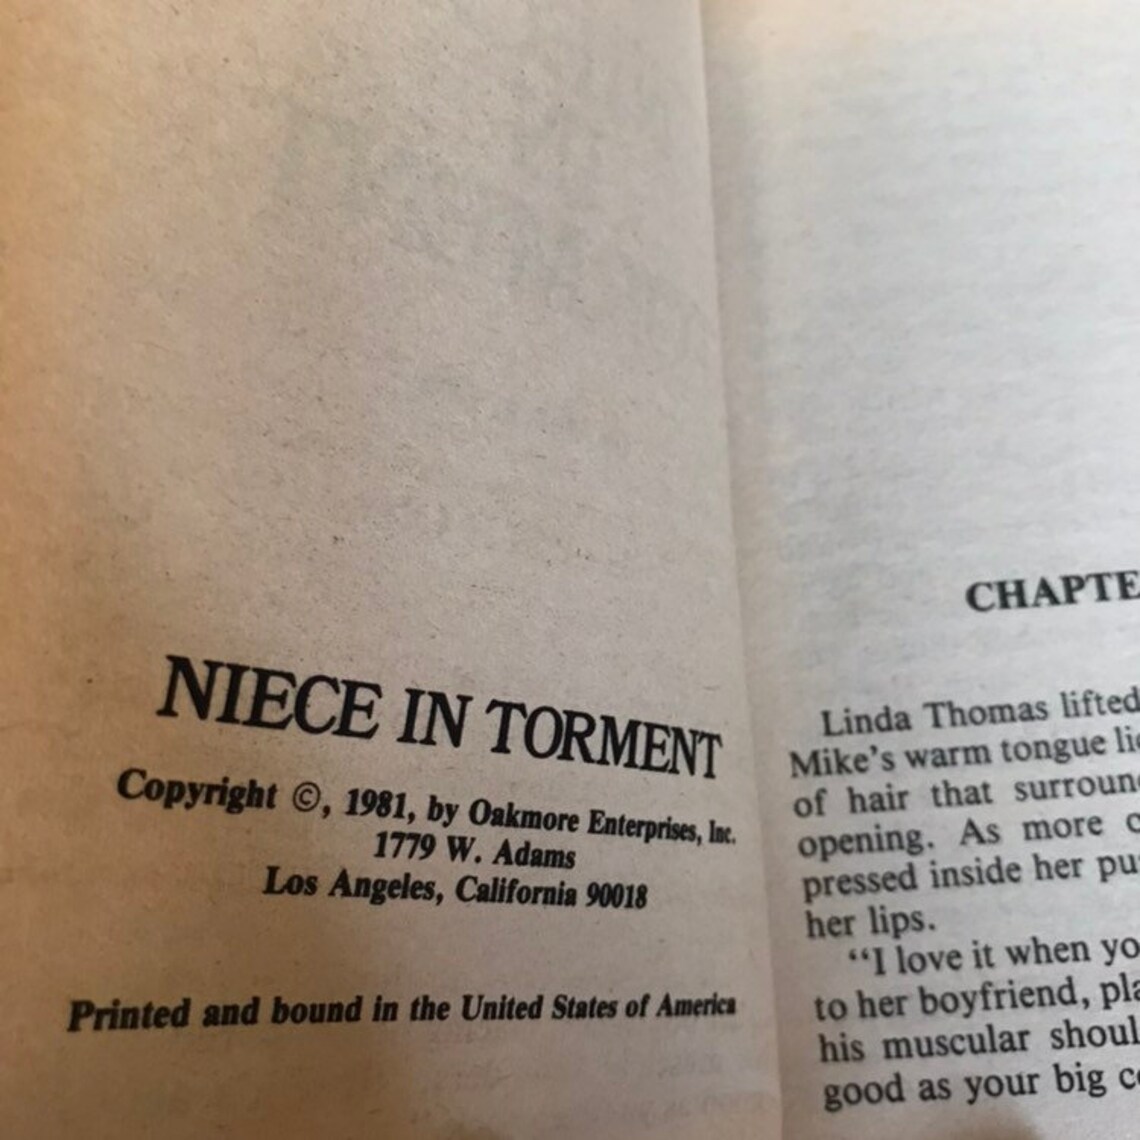 NIECE IN TORMENT
Copyright ©, 1981, by Oakmore Enterprises, Inc.
1779 W. Adams
Los Angeles, California 90018
Printed and bound in the United States of America
Linda Thomas lifted
Mike's warm tongue
of hair that
opening. As more
pressed inside her
her lips.
“I love it when
to her boyfriend,
his muscular
good as your big